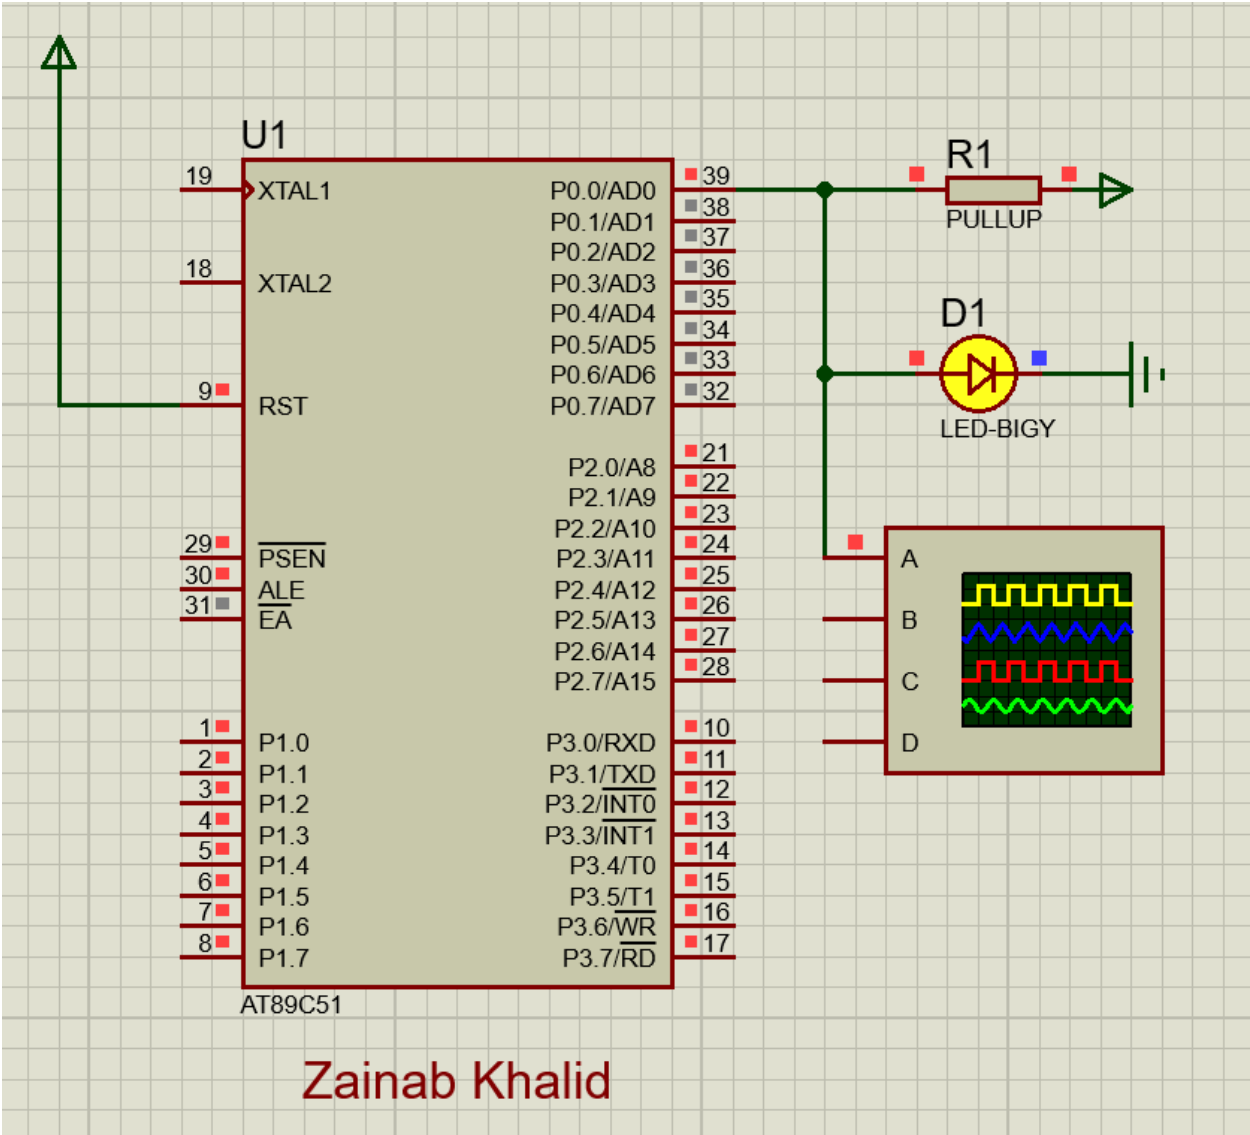 U1
19 XTAL1
18 XTAL2
9 RST
29 PSEN
30 ALE
31 EA
1 P1.0
2 P1.1
3 P1.2
4 P1.3
5 P1.4
6 P1.5
7 P1.6
8 P1.7
P0.0/AD0 39
P0.1/AD1 38
P0.2/AD2 37
P0.3/AD3 36
P0.4/AD4 35
P0.5/AD5 34
P0.6/AD6 33
P0.7/AD7 32
P2.0/A8 21
P2.1/A9 22
P2.2/A10 23
P2.3/A11 24
P2.4/A12 25
P2.5/A13 26
P2.6/A14 27
P2.7/A15 28
P3.0/RXD 10
P3.1/TXD 11
P3.2/INT0 12
P3.3/INT1 13
P3.4/T0 14
P3.5/T1 15
P3.6/WR 16
P3.7/RD 17
AT89C51
R1
PULLUP
D1
LED-BIGY
A
B
C
D
Zainab Khalid